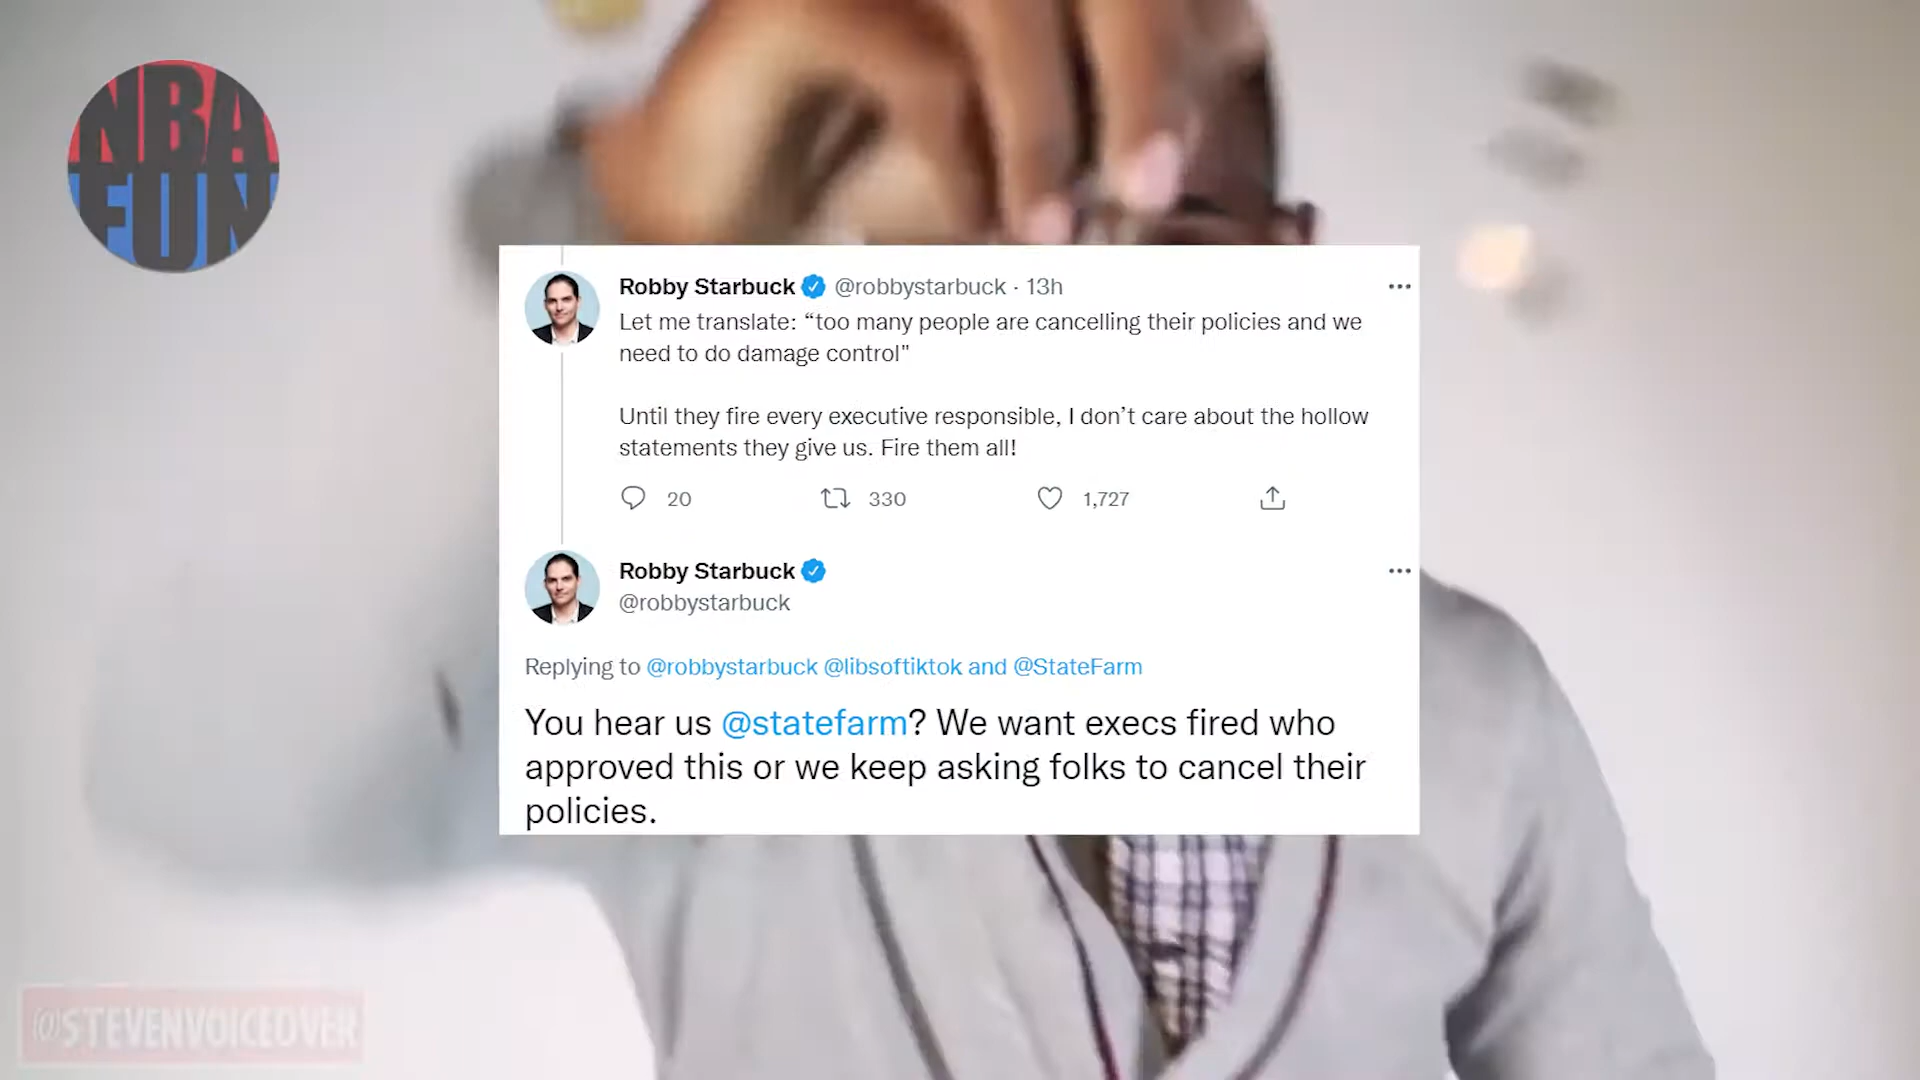 NBA
FUN
Robby Starbuck @robbystarbuck · 13h
Let me translate: “too many people are cancelling their policies and we
need to do damage control"
Until they fire every executive responsible, I don’t care about the hollow
statements they give us. Fire them all!
20 330 1,727
Robby Starbuck
@robbystarbuck
Replying to @robbystarbuck @libsoftiktok and @StateFarm
You hear us @statefarm? We want execs fired who
approved this or we keep asking folks to cancel their
policies.
@STEVENVOICEOVER